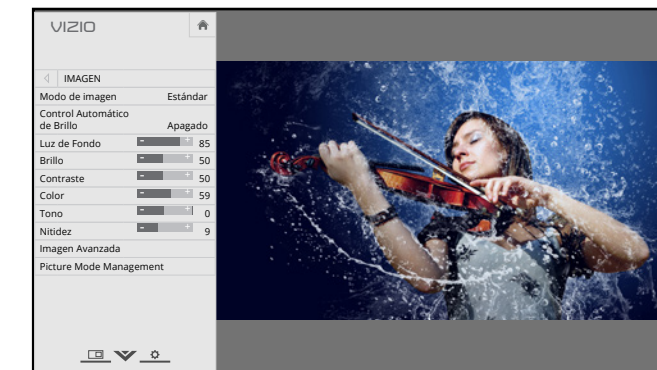 VIZIO
IMAGEN
Modo de imagen Estándar
Control Automático
de Brillo Apagado
Luz de Fondo - + 85
Brillo - + 50
Contraste - + 50
Color - + 59
Tono - + 0
Nitidez - + 9
Imagen Avanzada
Picture Mode Management